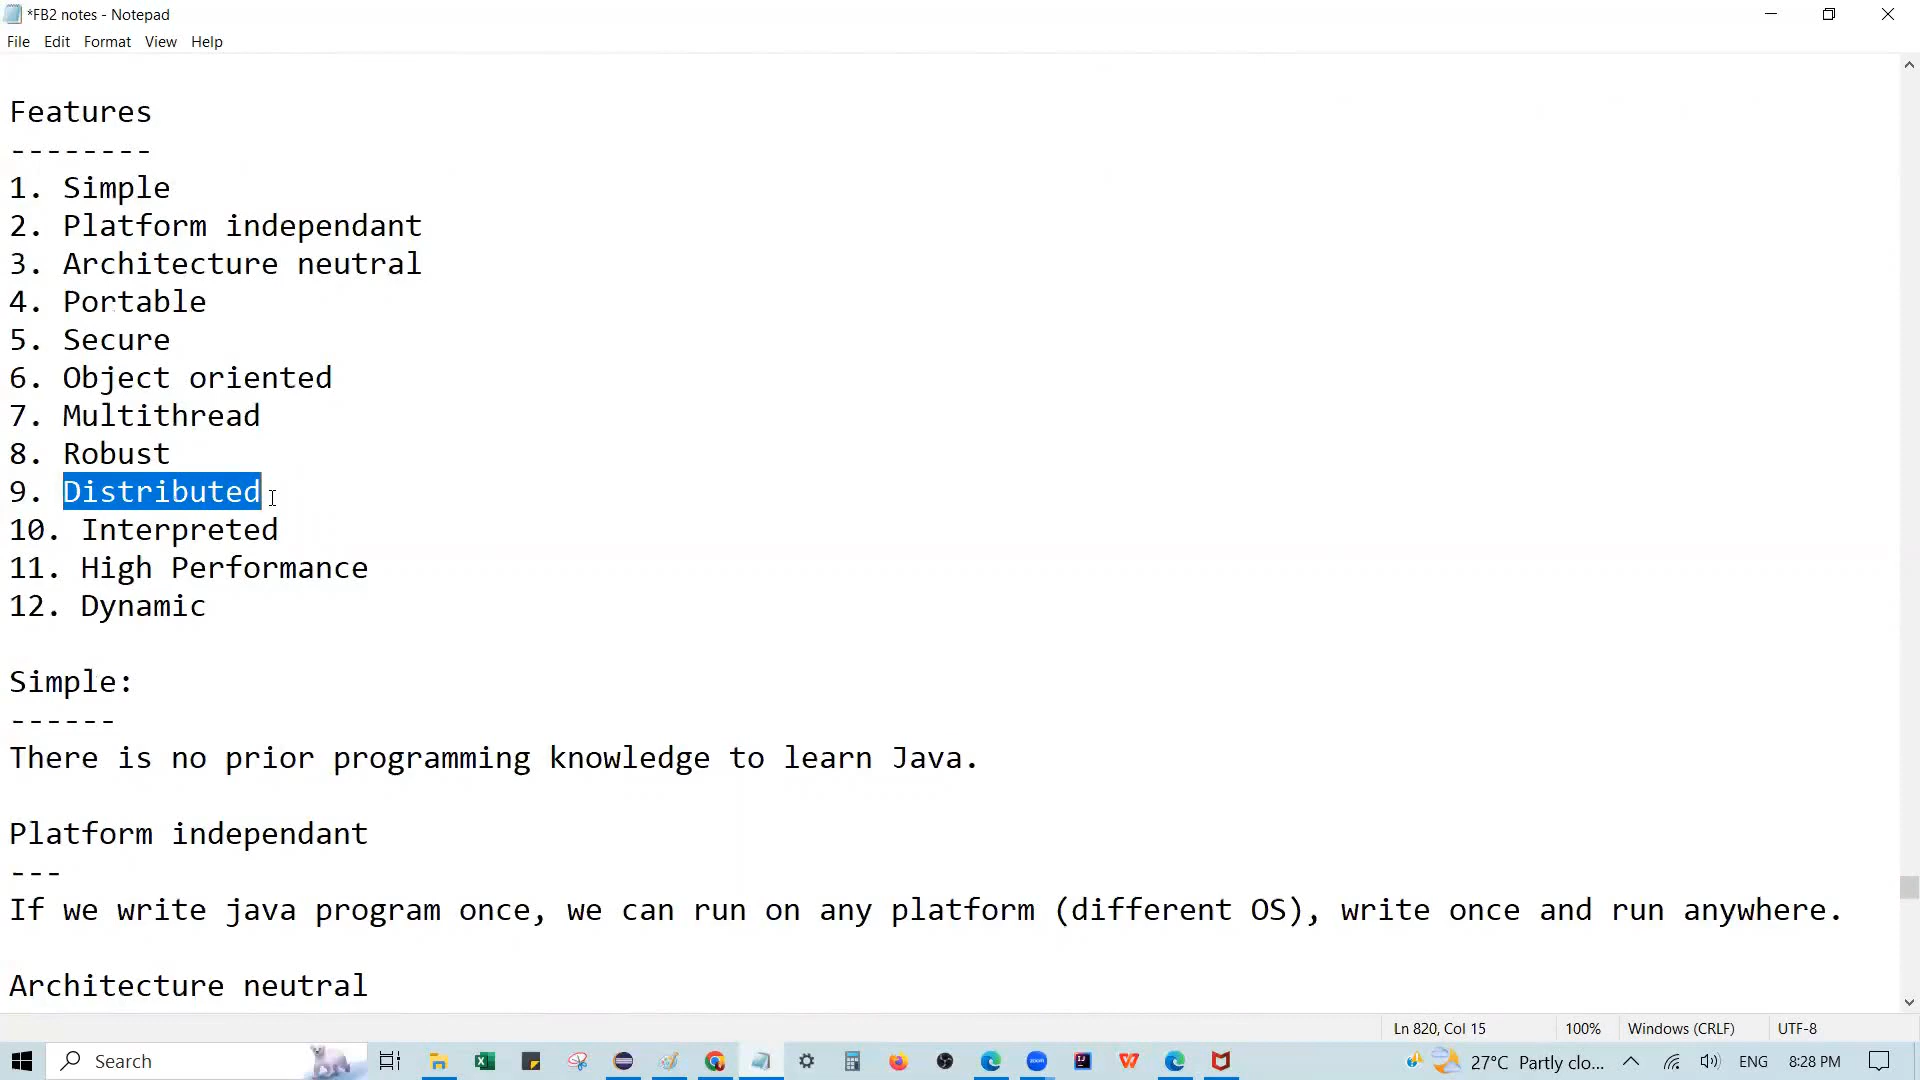 *FB2 notes - Notepad
File Edit Format View Help
Features
--------
1. Simple
2. Platform independant
3. Architecture neutral
4. Portable
5. Secure
6. Object oriented
7. Multithread
8. Robust
9. Distributed
10. Interpreted
11. High Performance
12. Dynamic
Simple:
------
There is no prior programming knowledge to learn Java.
Platform independant
---
If we write java program once, we can run on any platform (different OS), write once and run anywhere.
Architecture neutral
Ln 820, Col 15 100% Windows (CRLF) UTF-8
Search 27°C Partly clo... ENG 8:28 PM